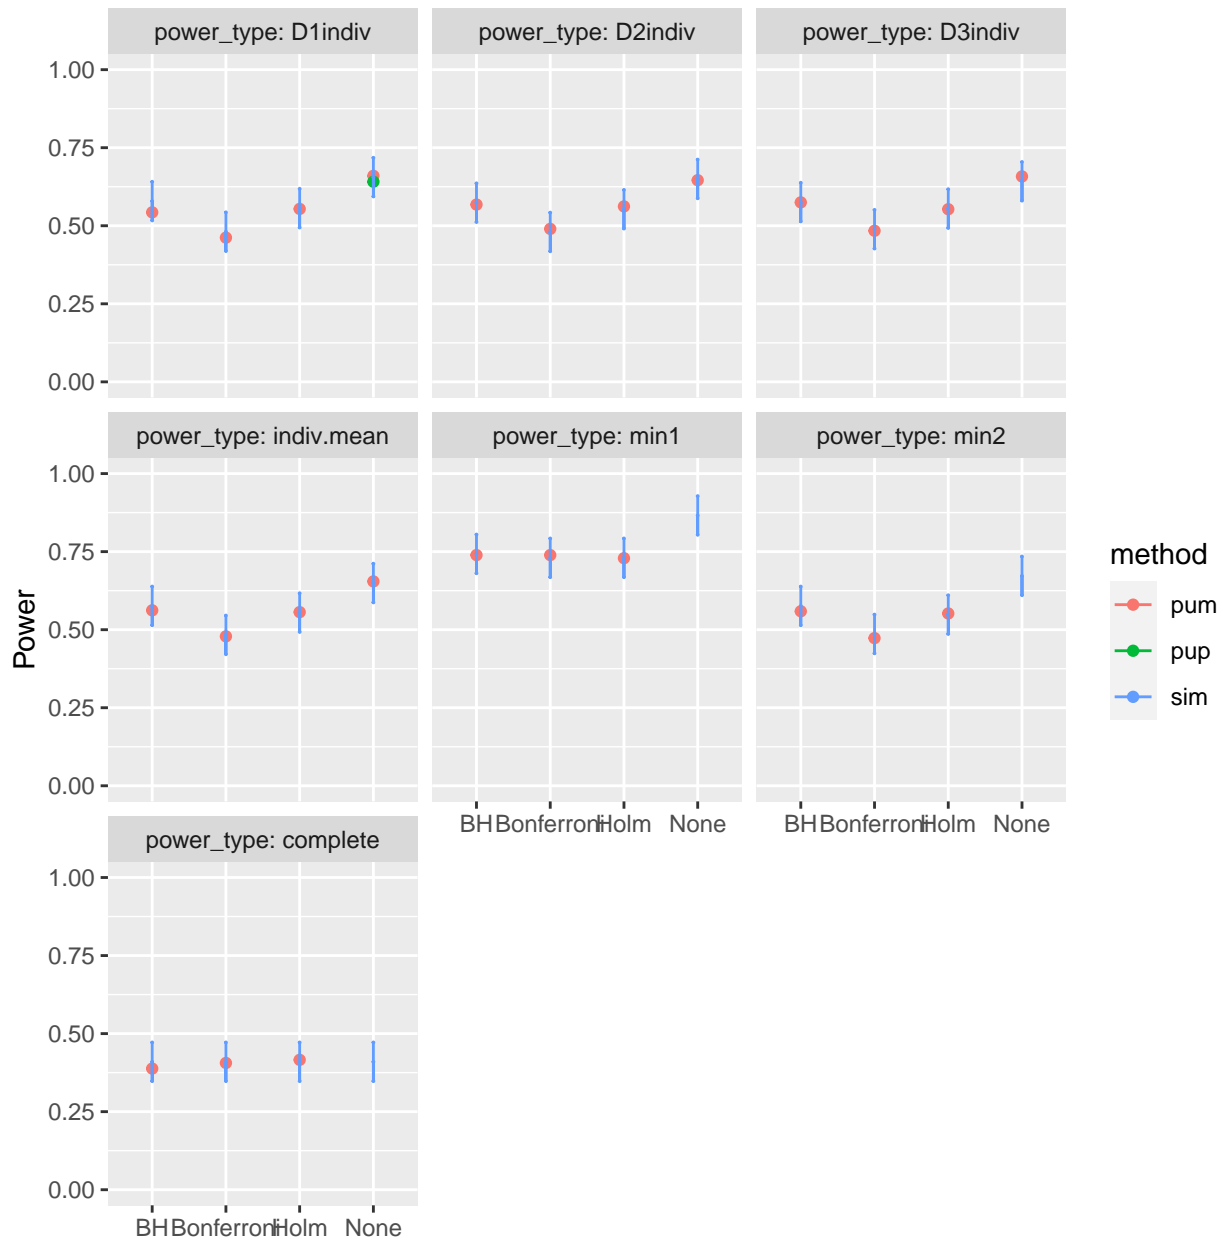 power_type: D1indiv
power_type: D2indiv
power_type: D3indiv
1.00
0.75
0.50
0.25
0.00
power_type: indiv.mean
power_type: min1
power_type: min2
1.00
0.75
0.50
0.25
0.00
Power
method
pum
pup
sim
BH Bonferroni Holm None
BH Bonferroni Holm None
power_type: complete
1.00
0.75
0.50
0.25
0.00
BH Bonferroni Holm None